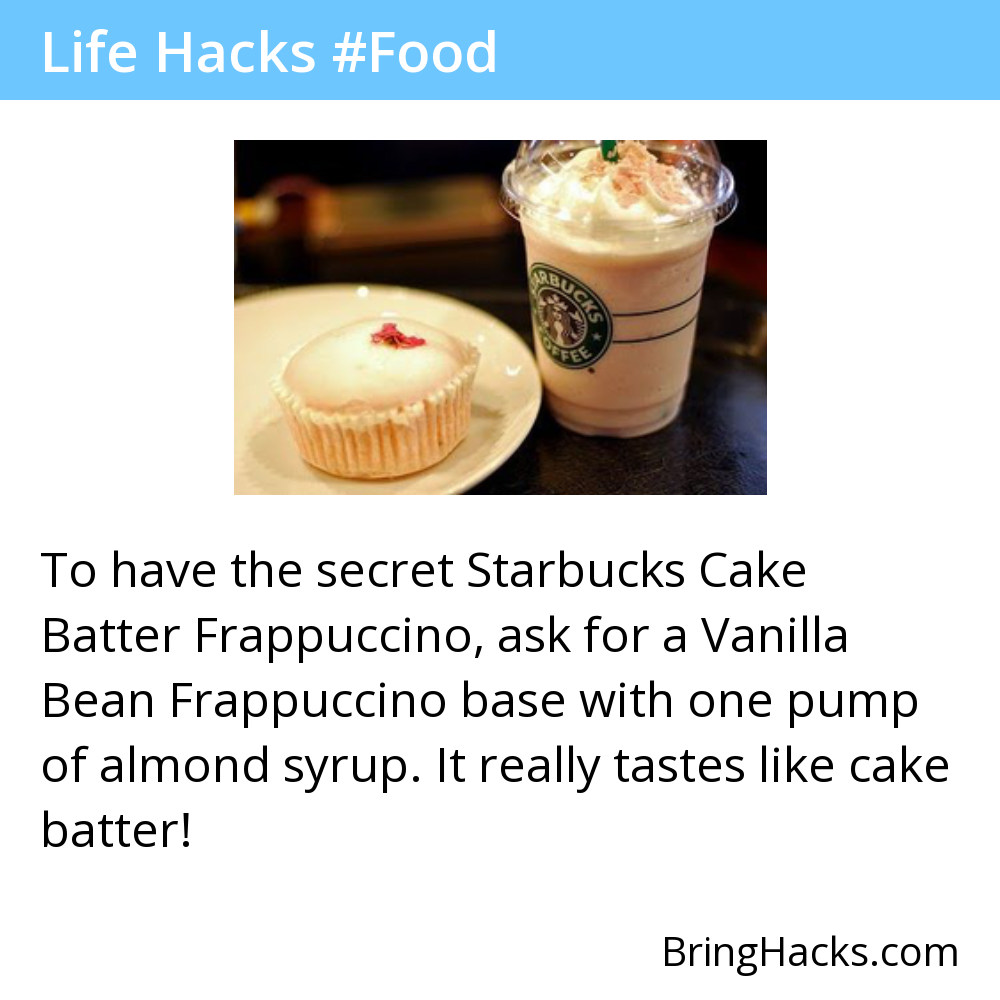 Life Hacks #Food
ARBUCKS
COFFEE
To have the secret Starbucks Cake
Batter Frappuccino, ask for a Vanilla
Bean Frappuccino base with one pump
of almond syrup. It really tastes like cake
batter!
BringHacks.com